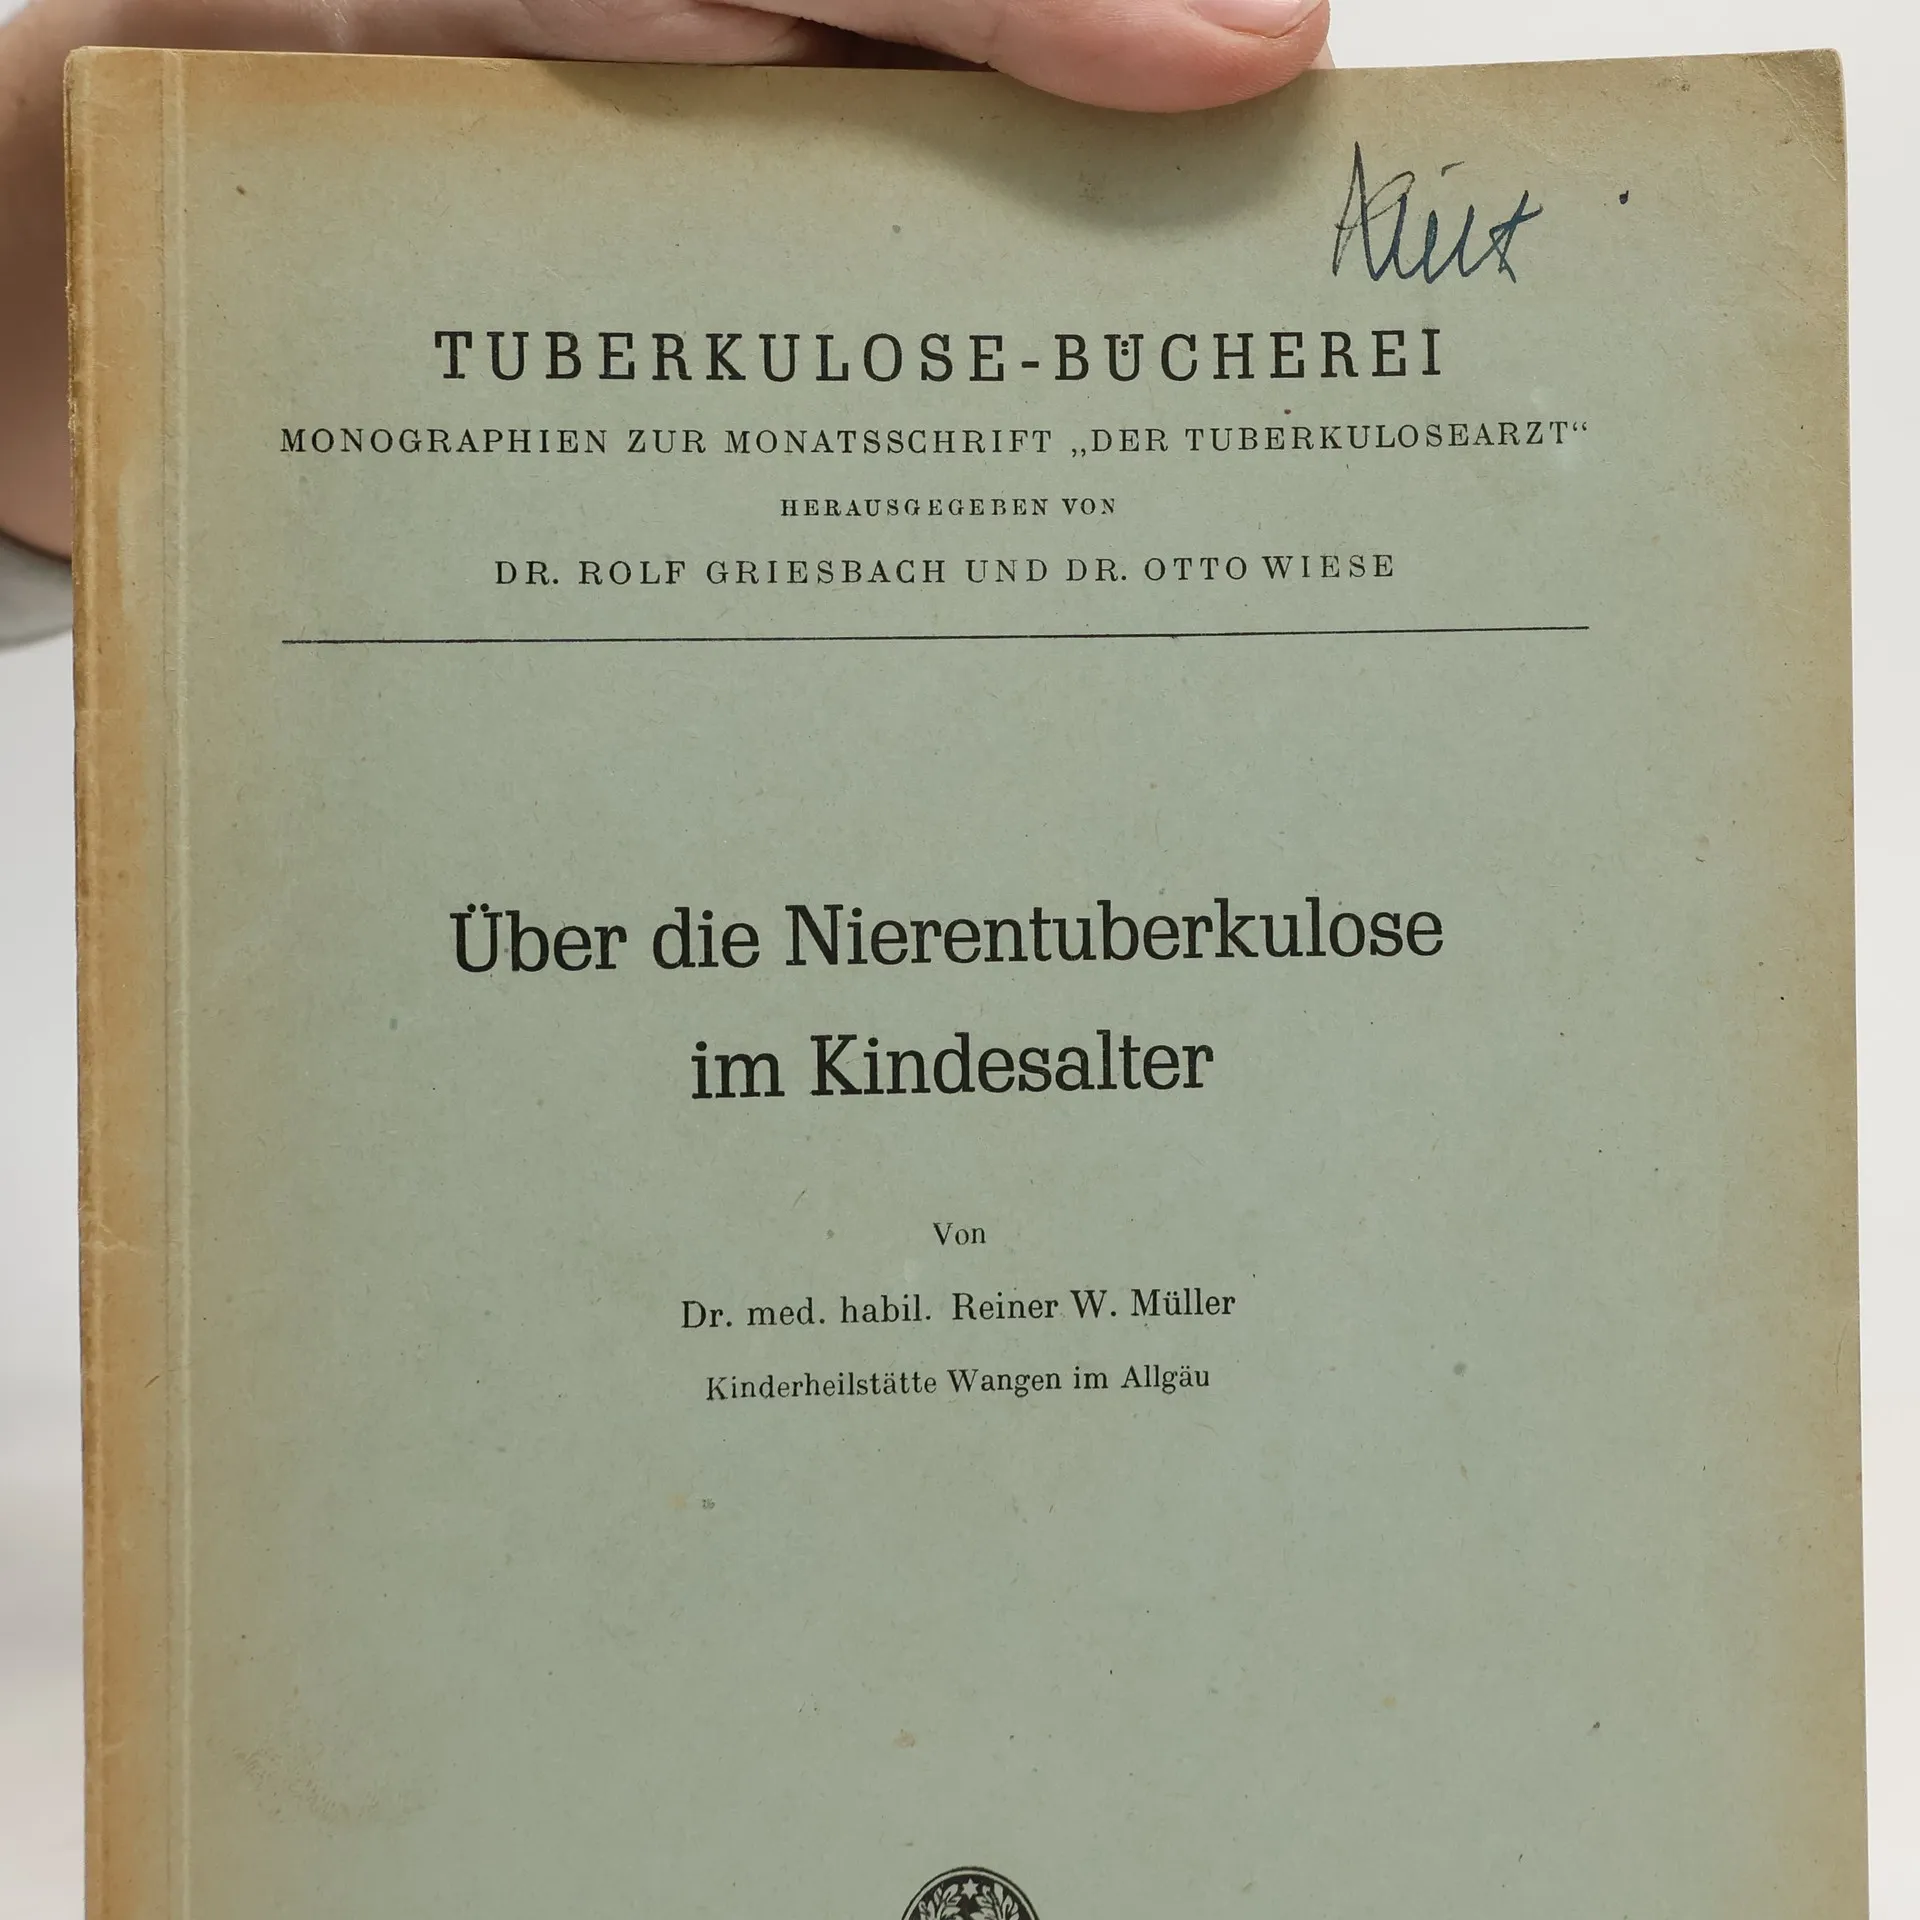 TUBERKULOSE-BÜCHEREI
MONOGRAPHIEN ZUR MONATSSCHRIFT „DER TUBERKULOSEARZT“
HERAUSGEGEBEN VON
DR. ROLF GRIESBACH UND DR. OTTO WIESE
Über die Nierentuberkulose
im Kindesalter
Von
Dr. med. habil. Reiner W. Müller
Kinderheilstätte Wangen im Allgäu